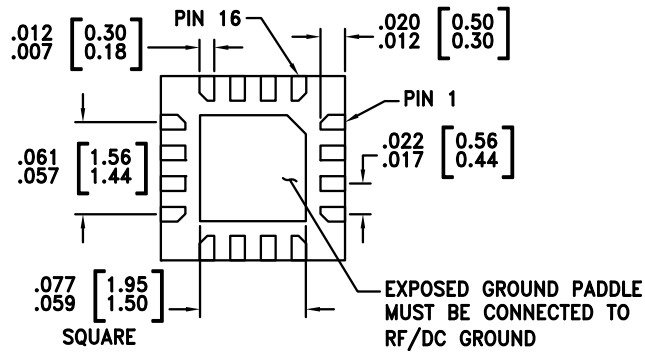 PIN 16
.012 [0.30]
.007 [0.18]
.020 [0.50]
.012 [0.30]
PIN 1
.061 [1.56]
.057 [1.44]
.022 [0.56]
.017 [0.44]
.077 [1.95]
.059 [1.50]
SQUARE
EXPOSED GROUND PADDLE
MUST BE CONNECTED TO
RF/DC GROUND